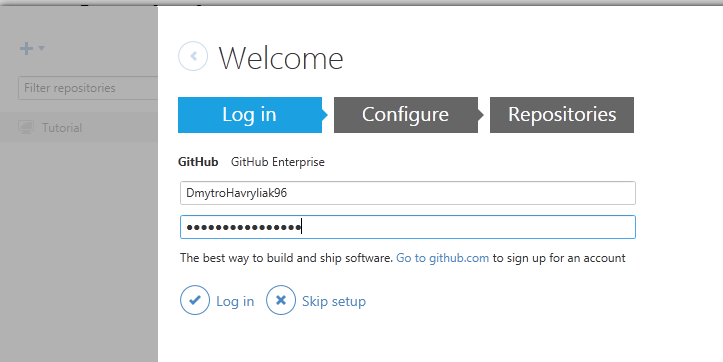 Welcome
Filter repositories
Tutorial
Log in
Configure
Repositories
GitHub GitHub Enterprise
DmytroHavryliak96
●●●●●●●●●●●●●●●●
The best way to build and ship software. Go to github.com to sign up for an account
Log in
Skip setup